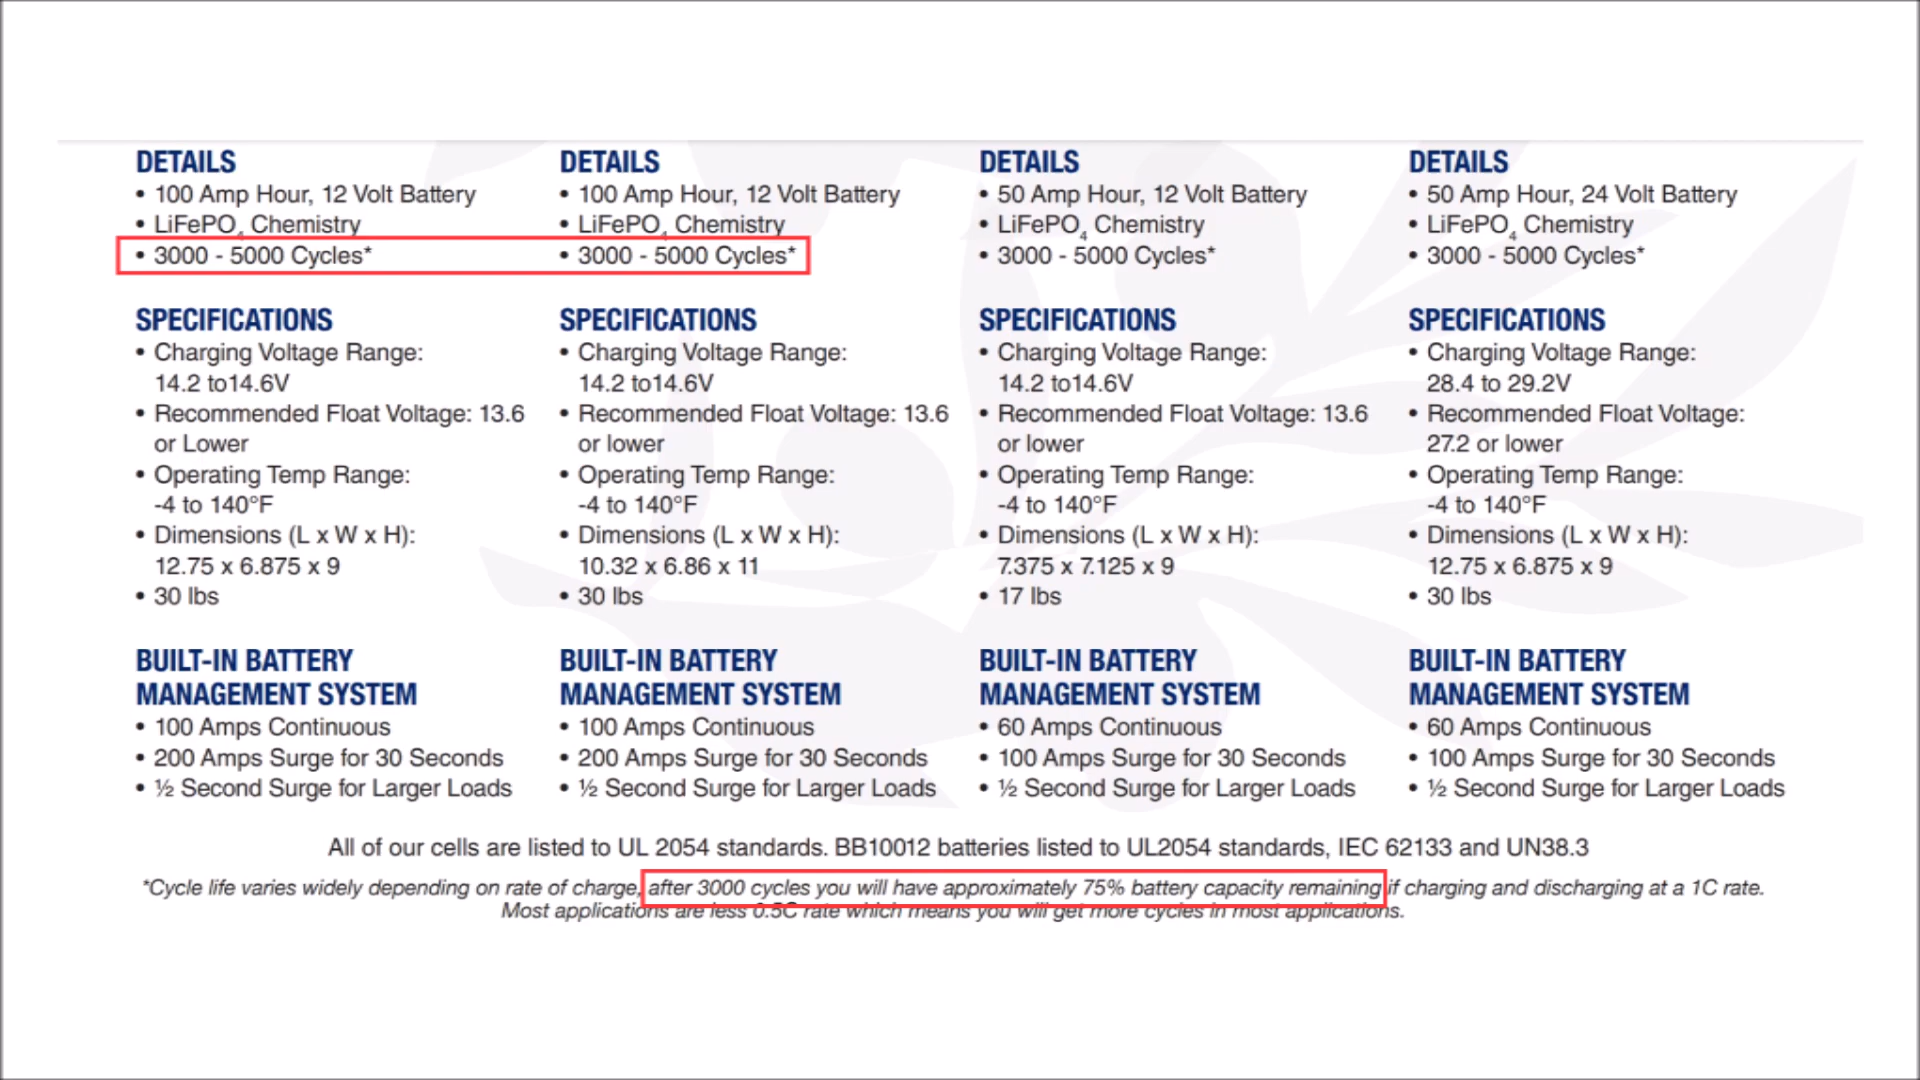 DETAILS
• 100 Amp Hour, 12 Volt Battery
• LiFePO4 Chemistry
• 3000 - 5000 Cycles*
SPECIFICATIONS
• Charging Voltage Range:
14.2 to14.6V
• Recommended Float Voltage: 13.6
or Lower
• Operating Temp Range:
-4 to 140°F
• Dimensions (L x W x H):
12.75 x 6.875 x 9
• 30 lbs
BUILT-IN BATTERY
MANAGEMENT SYSTEM
• 100 Amps Continuous
• 200 Amps Surge for 30 Seconds
• ½ Second Surge for Larger Loads
DETAILS
• 100 Amp Hour, 12 Volt Battery
• LiFePO4 Chemistry
• 3000 - 5000 Cycles*
SPECIFICATIONS
• Charging Voltage Range:
14.2 to14.6V
• Recommended Float Voltage: 13.6
or lower
• Operating Temp Range:
-4 to 140°F
• Dimensions (L x W x H):
10.32 x 6.86 x 11
• 30 lbs
BUILT-IN BATTERY
MANAGEMENT SYSTEM
• 100 Amps Continuous
• 200 Amps Surge for 30 Seconds
• ½ Second Surge for Larger Loads
DETAILS
• 50 Amp Hour, 12 Volt Battery
• LiFePO4 Chemistry
• 3000 - 5000 Cycles*
SPECIFICATIONS
• Charging Voltage Range:
14.2 to14.6V
• Recommended Float Voltage: 13.6
or lower
• Operating Temp Range:
-4 to 140°F
• Dimensions (L x W x H):
7.375 x 7.125 x 9
• 17 lbs
BUILT-IN BATTERY
MANAGEMENT SYSTEM
• 60 Amps Continuous
• 100 Amps Surge for 30 Seconds
• ½ Second Surge for Larger Loads
DETAILS
• 50 Amp Hour, 24 Volt Battery
• LiFePO4 Chemistry
• 3000 - 5000 Cycles*
SPECIFICATIONS
• Charging Voltage Range:
28.4 to 29.2V
• Recommended Float Voltage:
27.2 or lower
• Operating Temp Range:
-4 to 140°F
• Dimensions (L x W x H):
12.75 x 6.875 x 9
• 30 lbs
BUILT-IN BATTERY
MANAGEMENT SYSTEM
• 60 Amps Continuous
• 100 Amps Surge for 30 Seconds
• ½ Second Surge for Larger Loads
All of our cells are listed to UL 2054 standards. BB10012 batteries listed to UL2054 standards, IEC 62133 and UN38.3
*Cycle life varies widely depending on rate of charge, after 3000 cycles you will have approximately 75% battery capacity remaining if charging and discharging at a 1C rate.
Most applications are less 0.5C rate which means you will get more cycles in most applications.